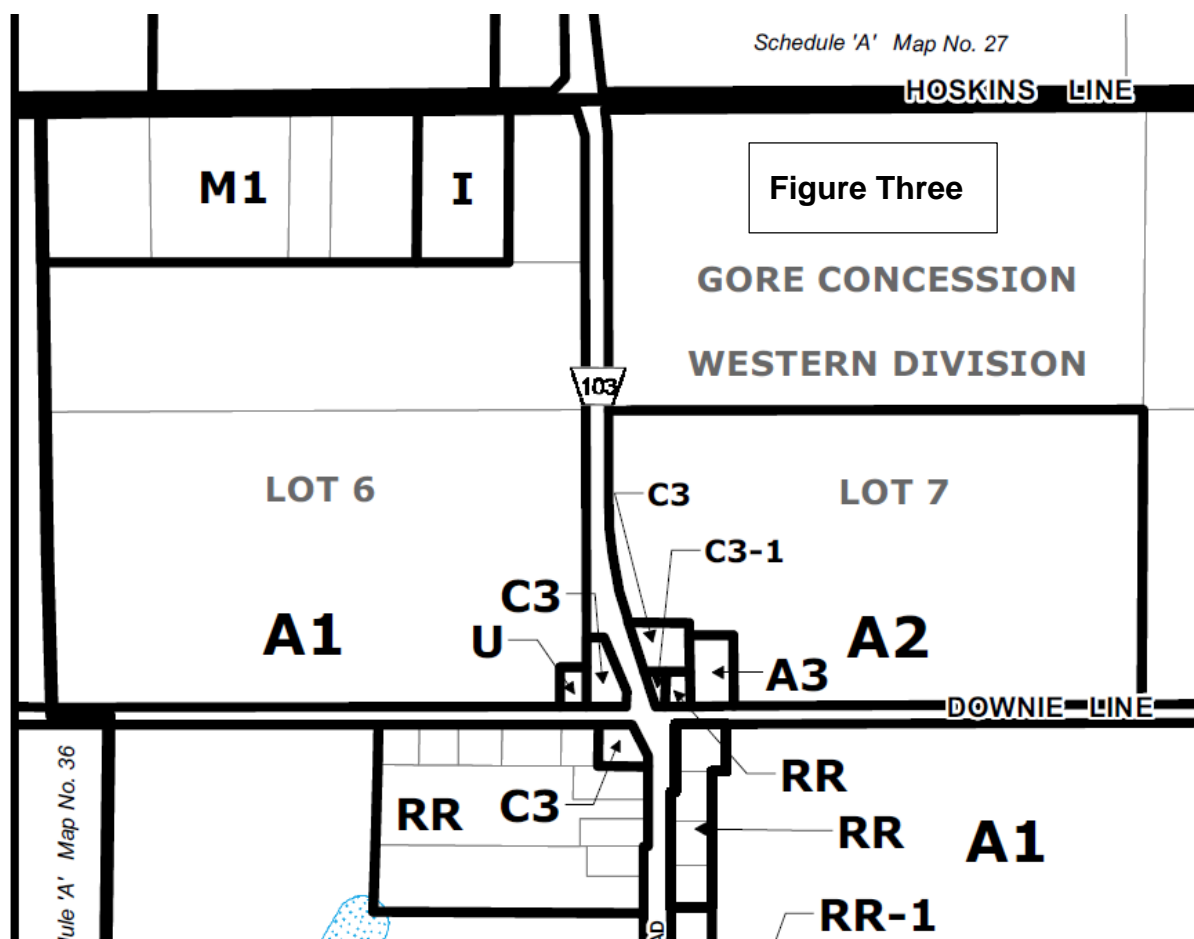 Schedule 'A' Map No. 27
HOSKINS LINE
M1
I
Figure Three
GORE CONCESSION
WESTERN DIVISION
103
LOT 6
LOT 7
C3
C3-1
C3
A1
U
A2
A3
DOWNIE LINE
Map No. 36
'A'
RR
C3
RR
RR
A1
RR-1